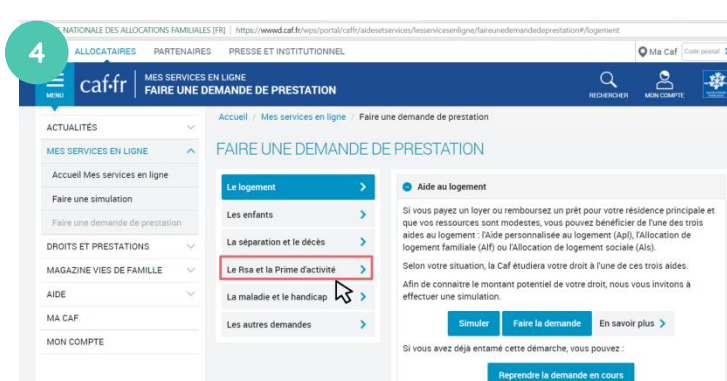 NATIONALE DES ALLOCATIONS FAMILIALES [FR] | https://wwwd.caf.fr/wps/portal/caffr/aidesetservices/lesservicesenligne/faireunedemandedeprestation#/logement
4
ALLOCATAIRES PARTENAIRES PRESSE ET INSTITUTIONNEL
Ma Caf Code postal
MENU
caf.fr
MES SERVICES EN LIGNE
FAIRE UNE DEMANDE DE PRESTATION
RECHERCHER
MON COMPTE
ACTUALITÉS
MES SERVICES EN LIGNE
Accueil Mes services en ligne
Faire une simulation
Faire une demande de prestation
DROITS ET PRESTATIONS
MAGAZINE VIES DE FAMILLE
AIDE
MA CAF
MON COMPTE
Accueil / Mes services en ligne / Faire une demande de prestation
FAIRE UNE DEMANDE DE PRESTATION
Le logement
Les enfants
La séparation et le décès
Le Rsa et la Prime d'activité
La maladie et le handicap
Les autres demandes
Aide au logement
Si vous payez un loyer ou remboursez un prêt pour votre résidence principale et
que vos ressources sont modestes, vous pouvez bénéficier de l'une des trois
aides au logement : l'Aide personnalisée au logement (Apl), l'Allocation de
logement familiale (Alf) ou l'Allocation de logement sociale (Als).
Selon votre situation, la Caf étudiera votre droit à l'une de ces trois aides.
Afin de connaitre le montant potentiel de votre droit, nous vous invitons à
effectuer une simulation.
Simuler Faire la demande En savoir plus
Si vous avez déjà entamé cette démarche, vous pouvez :
Reprendre la demande en cours